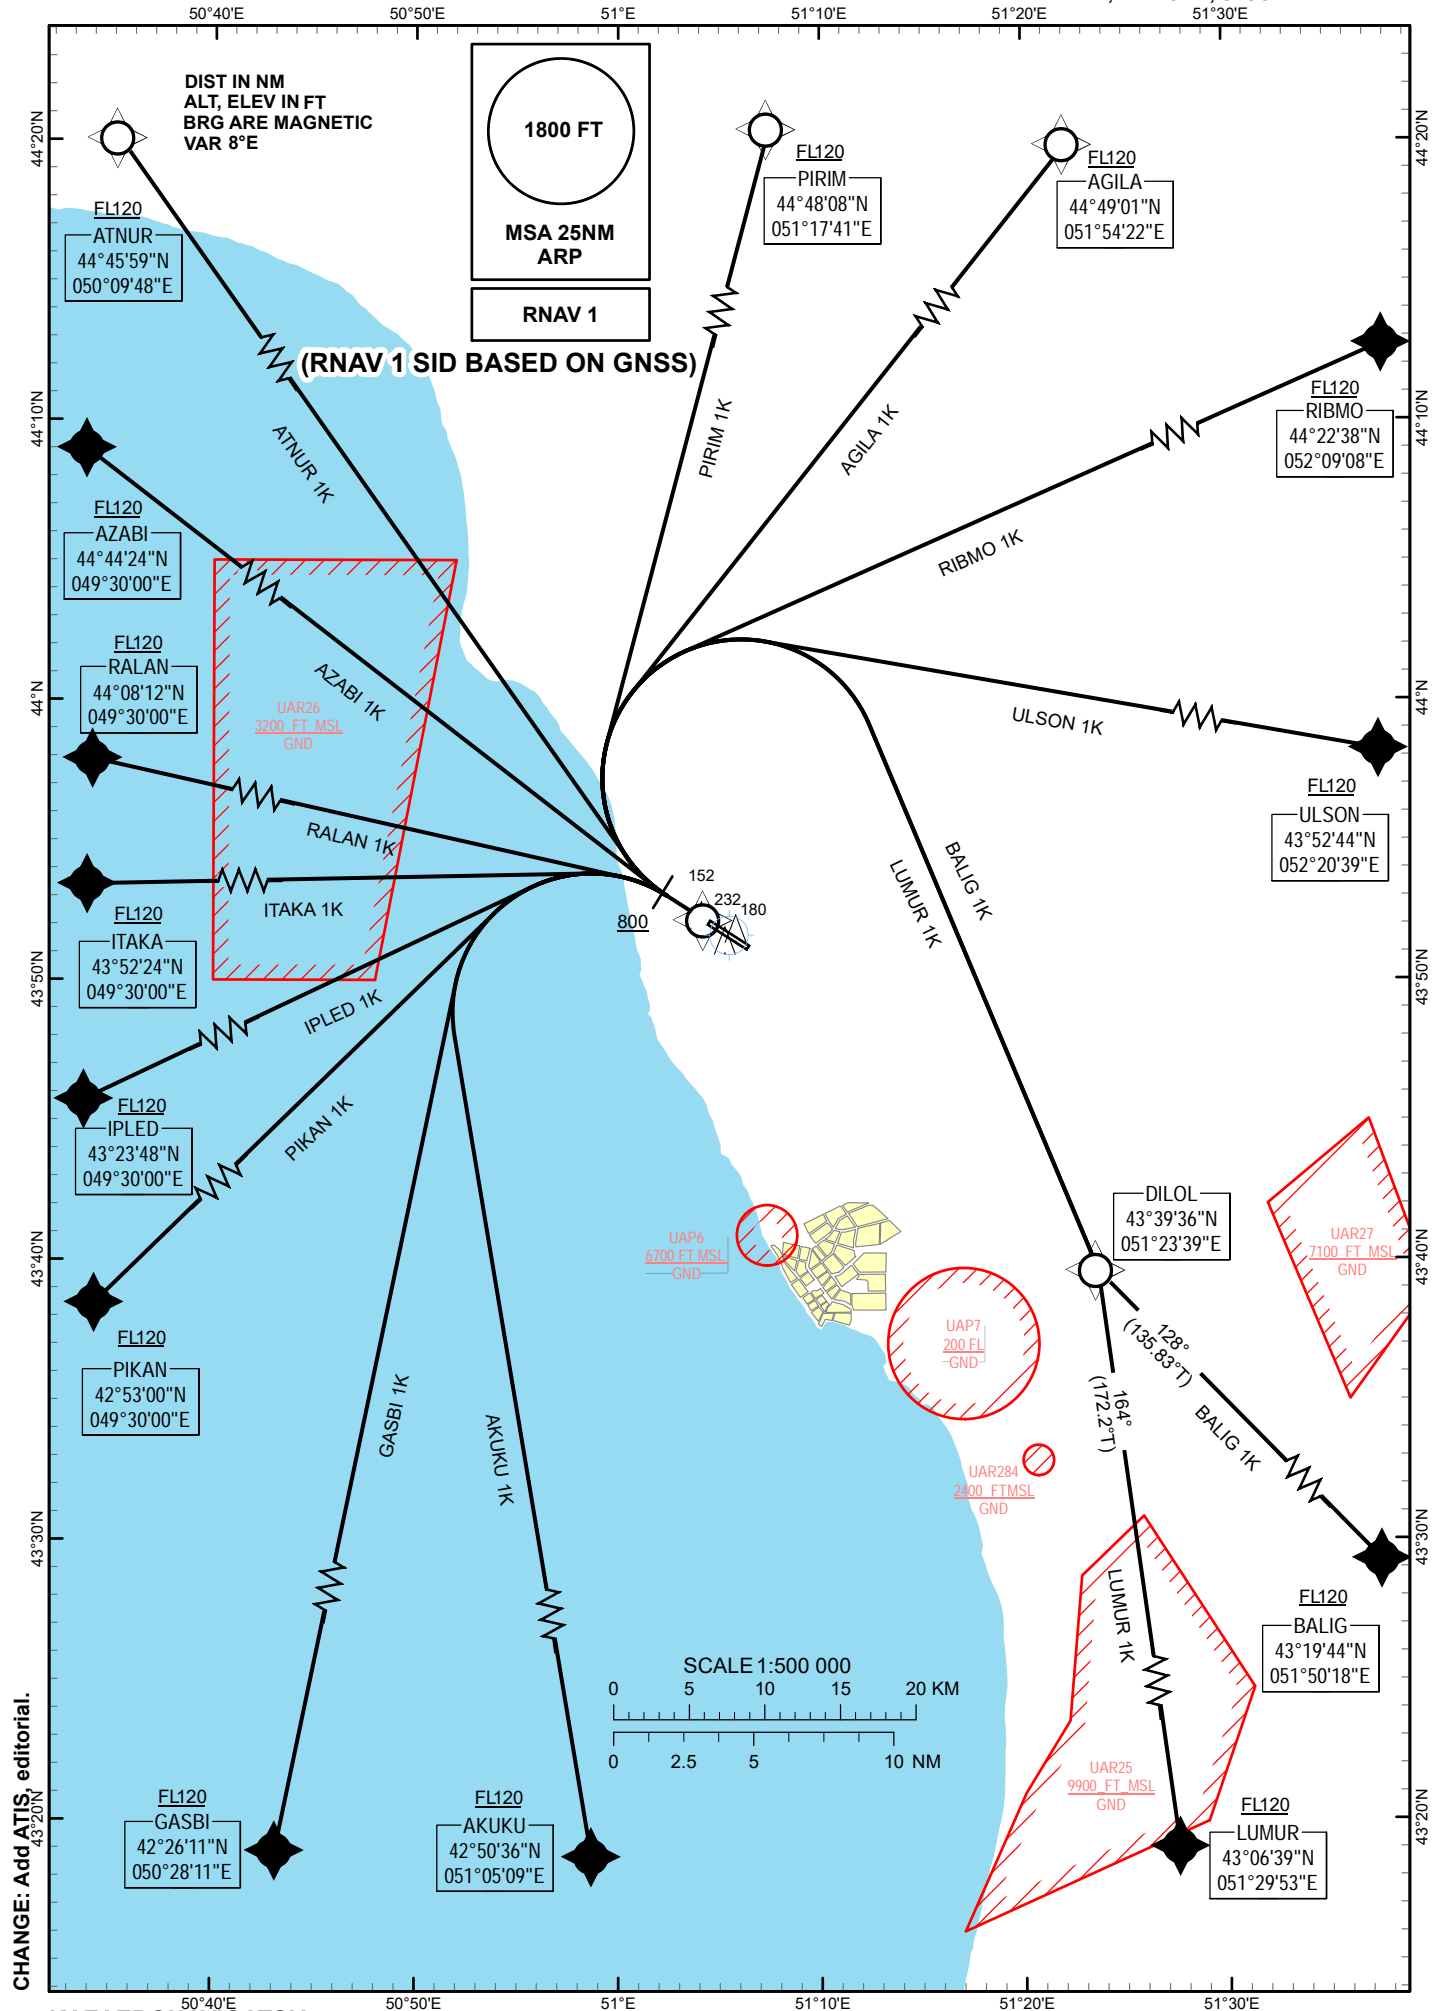 50°40'E
50°50'E
51°E
51°10'E
51°20'E
51°30'E
DIST IN NM
ALT, ELEV IN FT
BRG ARE MAGNETIC
VAR 8°E
1800 FT
MSA 25NM
ARP
RNAV 1
(RNAV 1 SID BASED ON GNSS)
44°20'N
44°20'N
FL120
PIRIM
44°48'08"N
051°17'41"E
FL120
AGILA
44°49'01"N
051°54'22"E
FL120
ATNUR
44°45'59"N
050°09'48"E
FL120
RIBMO
44°22'38"N
052°09'08"E
44°10'N
44°10'N
ATNUR 1K
PIRIM 1K
AGILA 1K
RIBMO 1K
FL120
AZABI
44°44'24"N
049°30'00"E
FL120
RALAN
44°08'12"N
049°30'00"E
AZABI 1K
UAR26
3200 FT MSL
GND
44°N
44°N
ULSON 1K
FL120
ULSON
43°52'44"N
052°20'39"E
RALAN 1K
BALIG 1K
LUMUR 1K
152
232
180
800
ITAKA 1K
FL120
ITAKA
43°52'24"N
049°30'00"E
43°50'N
43°50'N
IPLED 1K
FL120
IPLED
43°23'48"N
049°30'00"E
PIKAN 1K
DILOL
43°39'36"N
051°23'39"E
UAP6
6700 FT MSL
GND
UAR27
7100 FT MSL
GND
43°40'N
43°40'N
FL120
PIKAN
42°53'00"N
049°30'00"E
UAP7
200 FL
GND
128°
(135.83°T)
164°
(172.2°T)
BALIG 1K
GASBI 1K
AKUKU 1K
UAR284
2400 FTMSL
GND
43°30'N
43°30'N
LUMUR 1K
FL120
BALIG
43°19'44"N
051°50'18"E
SCALE 1:500 000
0 5 10 15 20 KM
0 2.5 5 10 NM
UAR25
9900 FT MSL
GND
FL120
GASBI
42°26'11"N
050°28'11"E
FL120
AKUKU
42°50'36"N
051°05'09"E
FL120
LUMUR
43°06'39"N
051°29'53"E
43°20'N
43°20'N
CHANGE: Add ATIS, editorial.
50°40'E
50°50'E
51°E
51°10'E
51°20'E
51°30'E